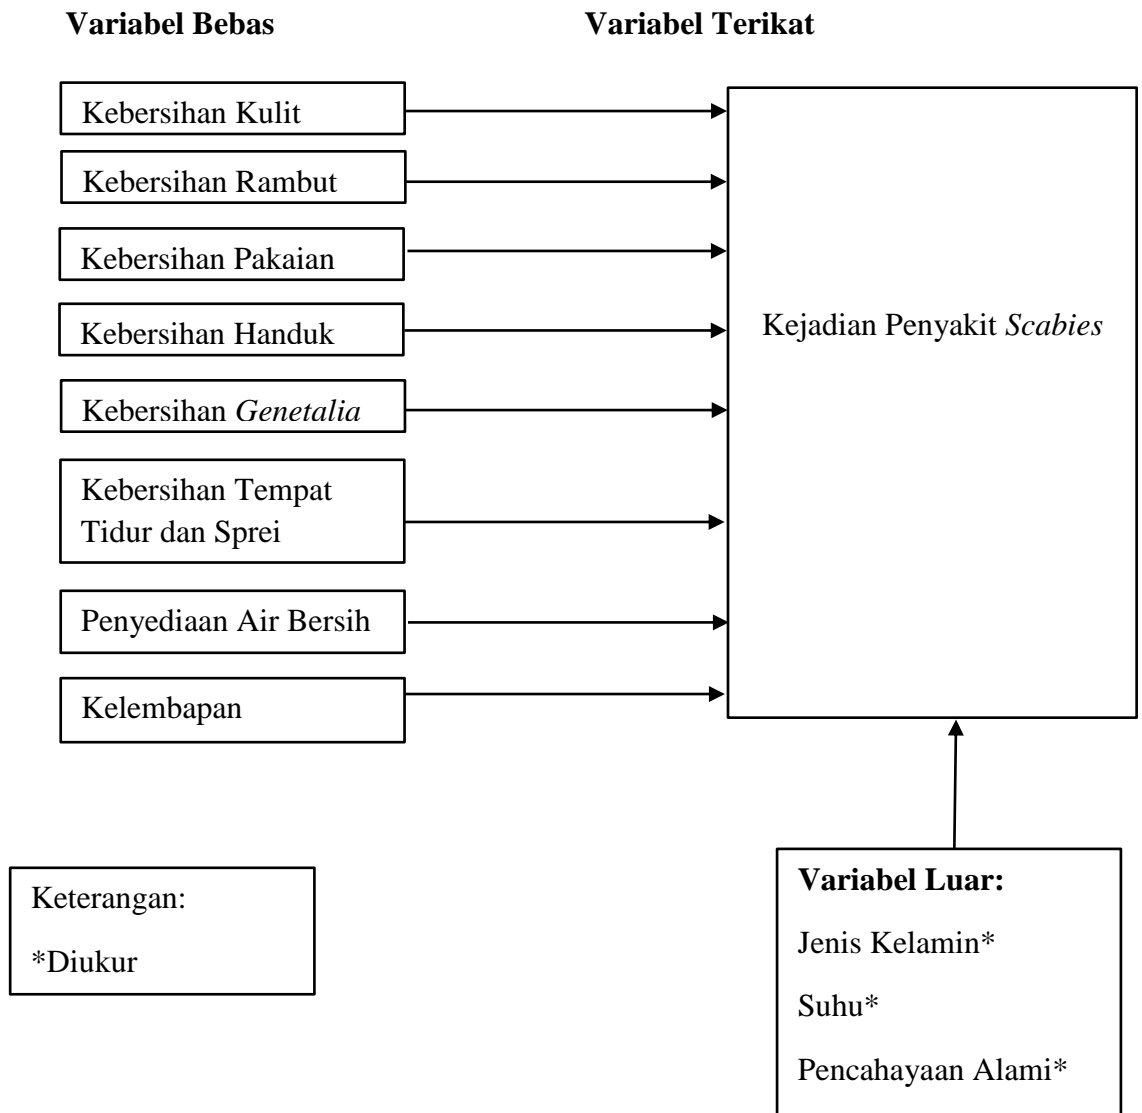 Variabel Bebas
Variabel Terikat
Kebersihan Kulit
Kebersihan Rambut
Kebersihan Pakaian
Kebersihan Handuk
Kebersihan Genetalia
Kebersihan Tempat
Tidur dan Sprei
Penyediaan Air Bersih
Kelembapan
Kejadian Penyakit Scabies
Keterangan:
*Diukur
Variabel Luar:
Jenis Kelamin*
Suhu*
Pencahayaan Alami*